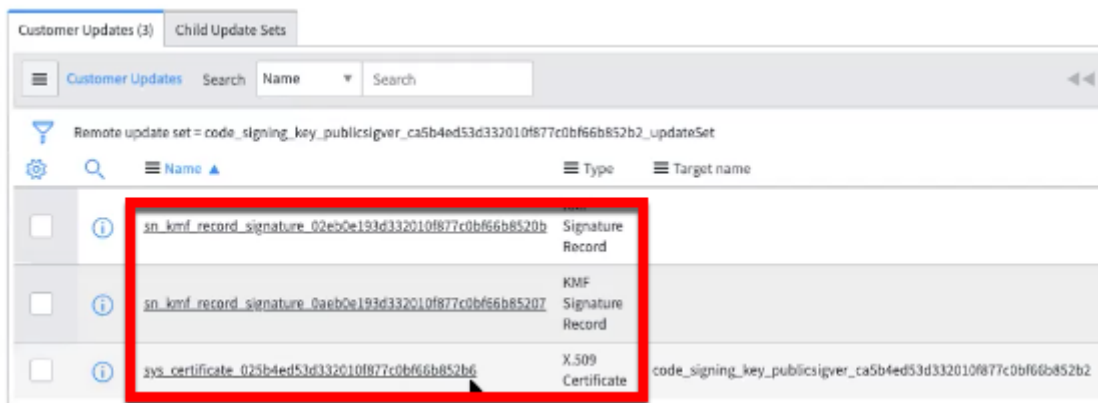 Customer Updates (3) Child Update Sets
Customer Updates Search Name Search
Remote update set = code_signing_key_publicsigver_ca5b4ed53d332010f877c0bf66b852b2_updateSet
Name Type Target name
sn_kmf_record_signature_02eb0e193d332010f877c0bf66b8520b Signature
Record
KMF
sn_kmf_record_signature_0aeb0e193d332010f877c0bf66b85207 Signature
Record
X.509
sys_certificate_025b4ed53d332010f877c0bf66b852b6 Certificate code_signing_key_publicsigver_ca5b4ed53d332010f877c0bf66b852b2